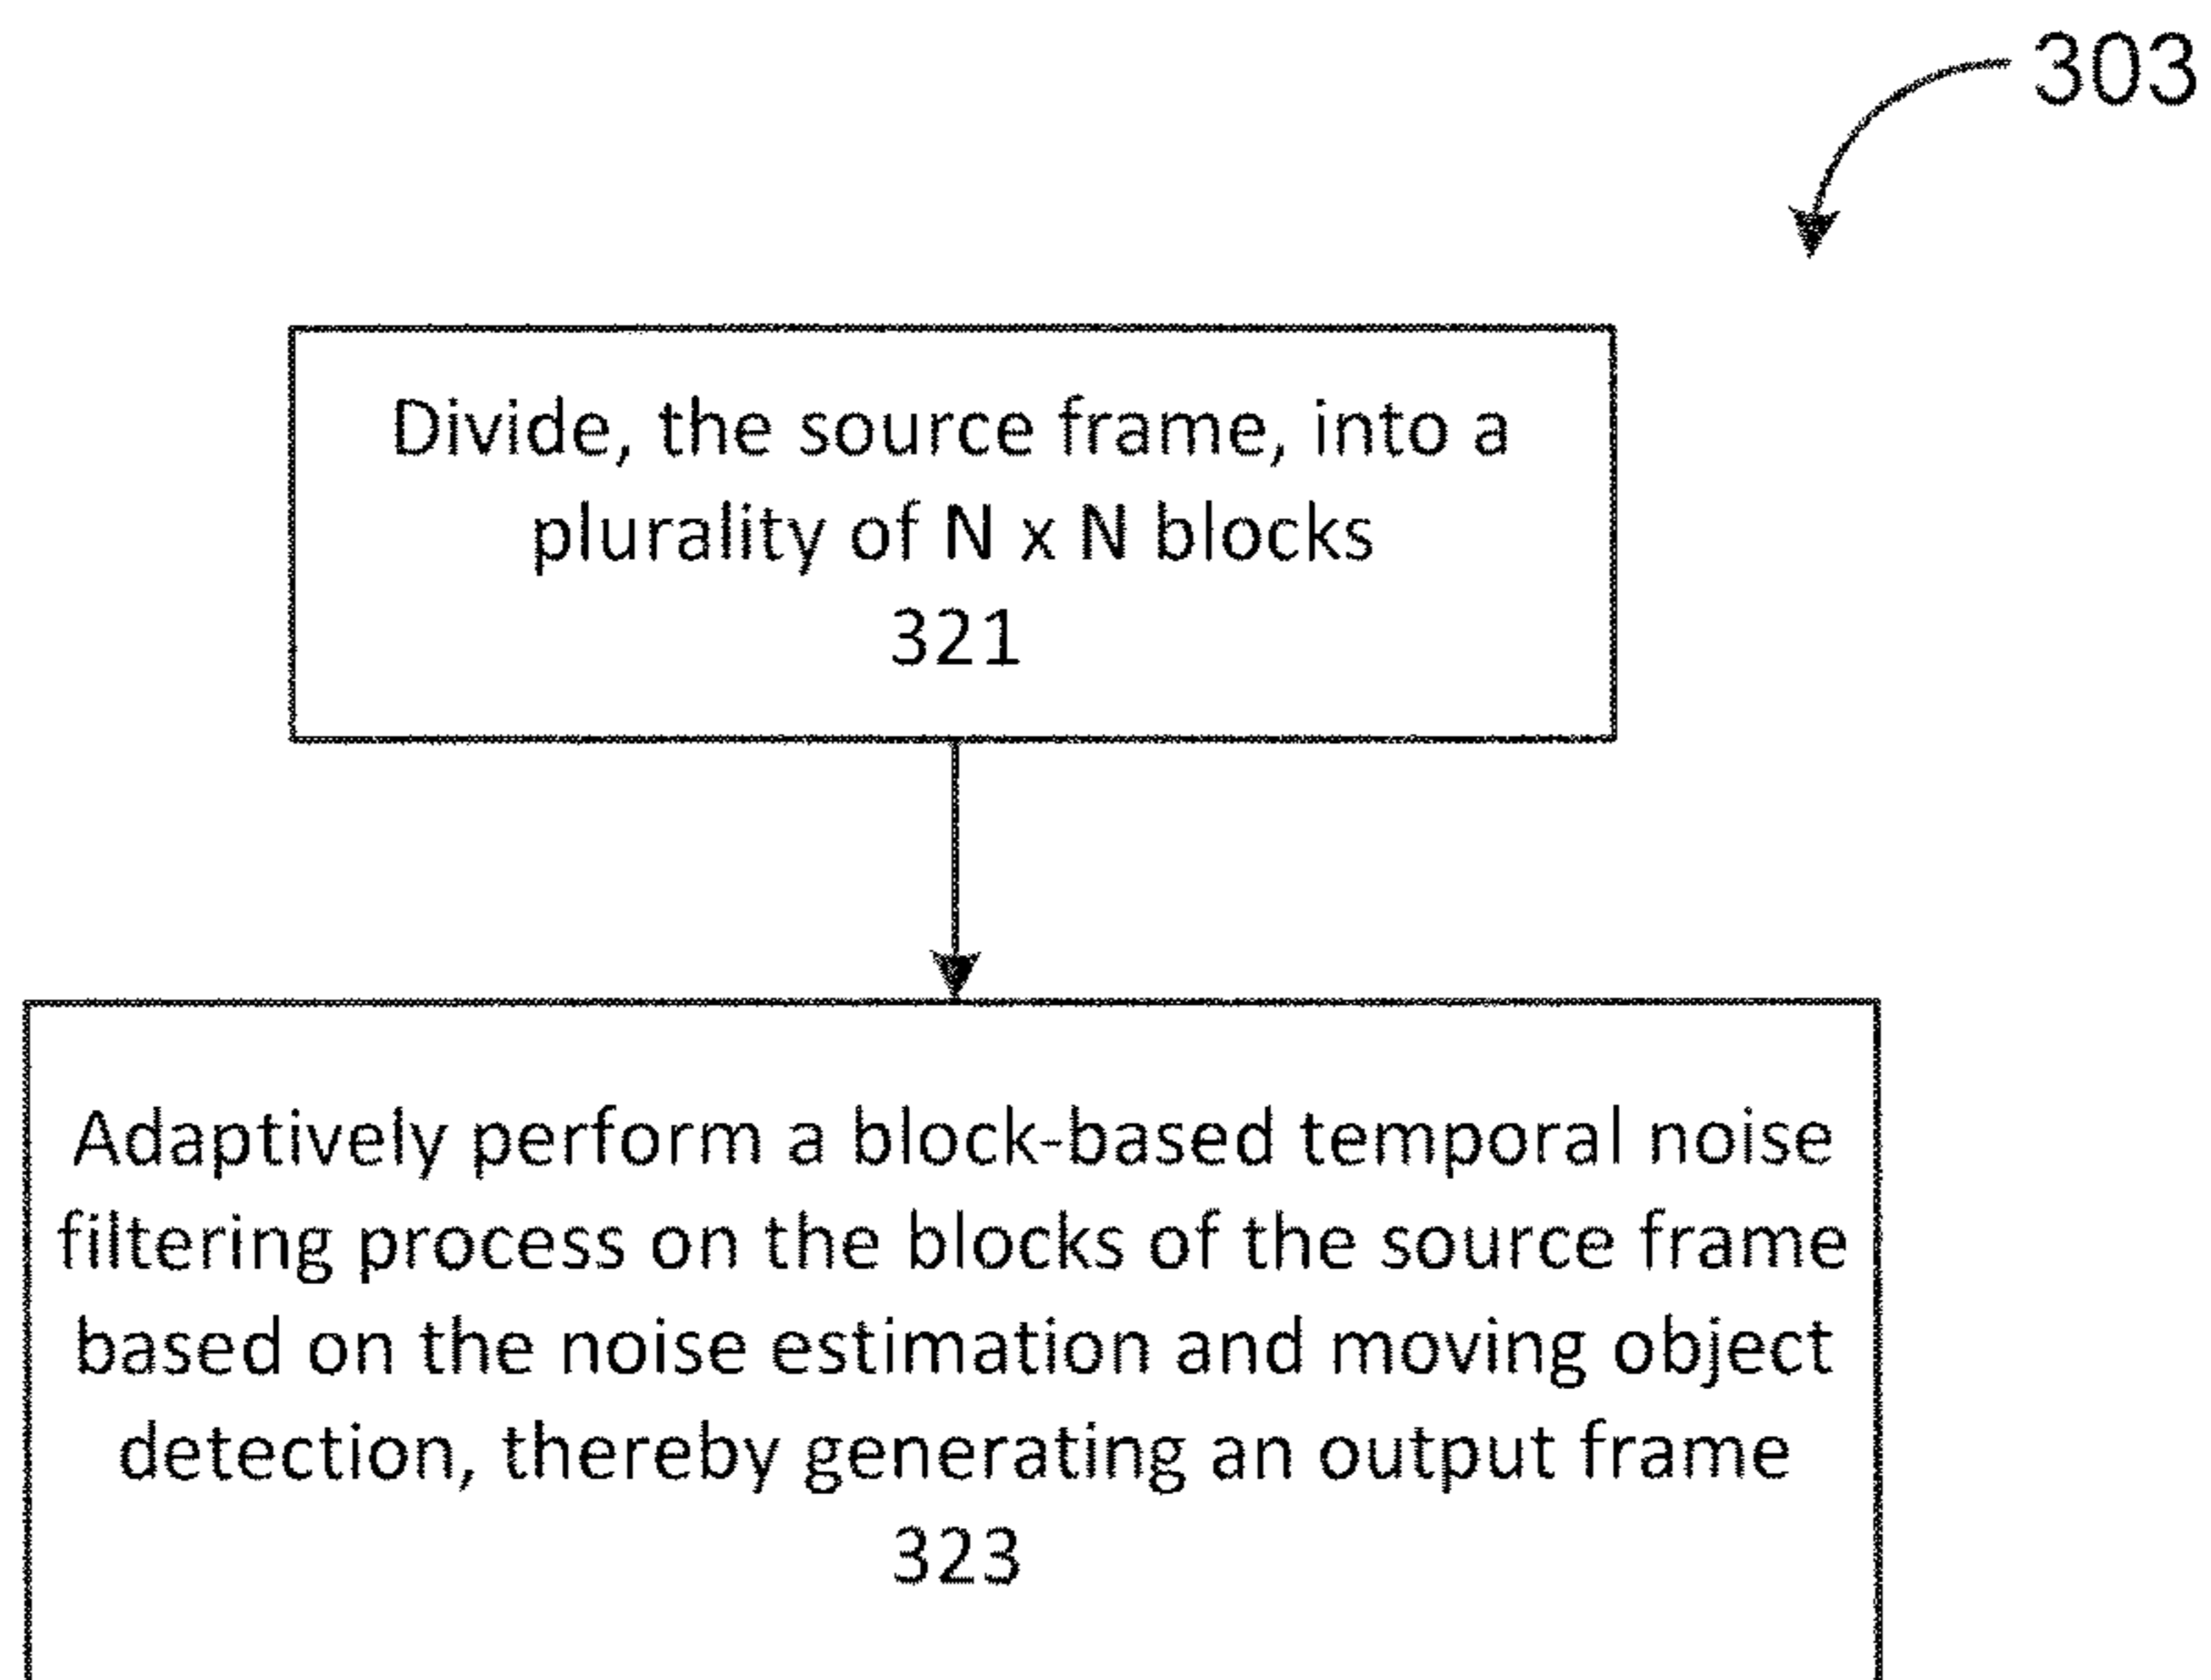 303
Divide, the source frame, into a
plurality of N x N blocks
321
Adaptively perform a block-based temporal noise
filtering process on the blocks of the source frame
based on the noise estimation and moving object
detection, thereby generating an output frame
323